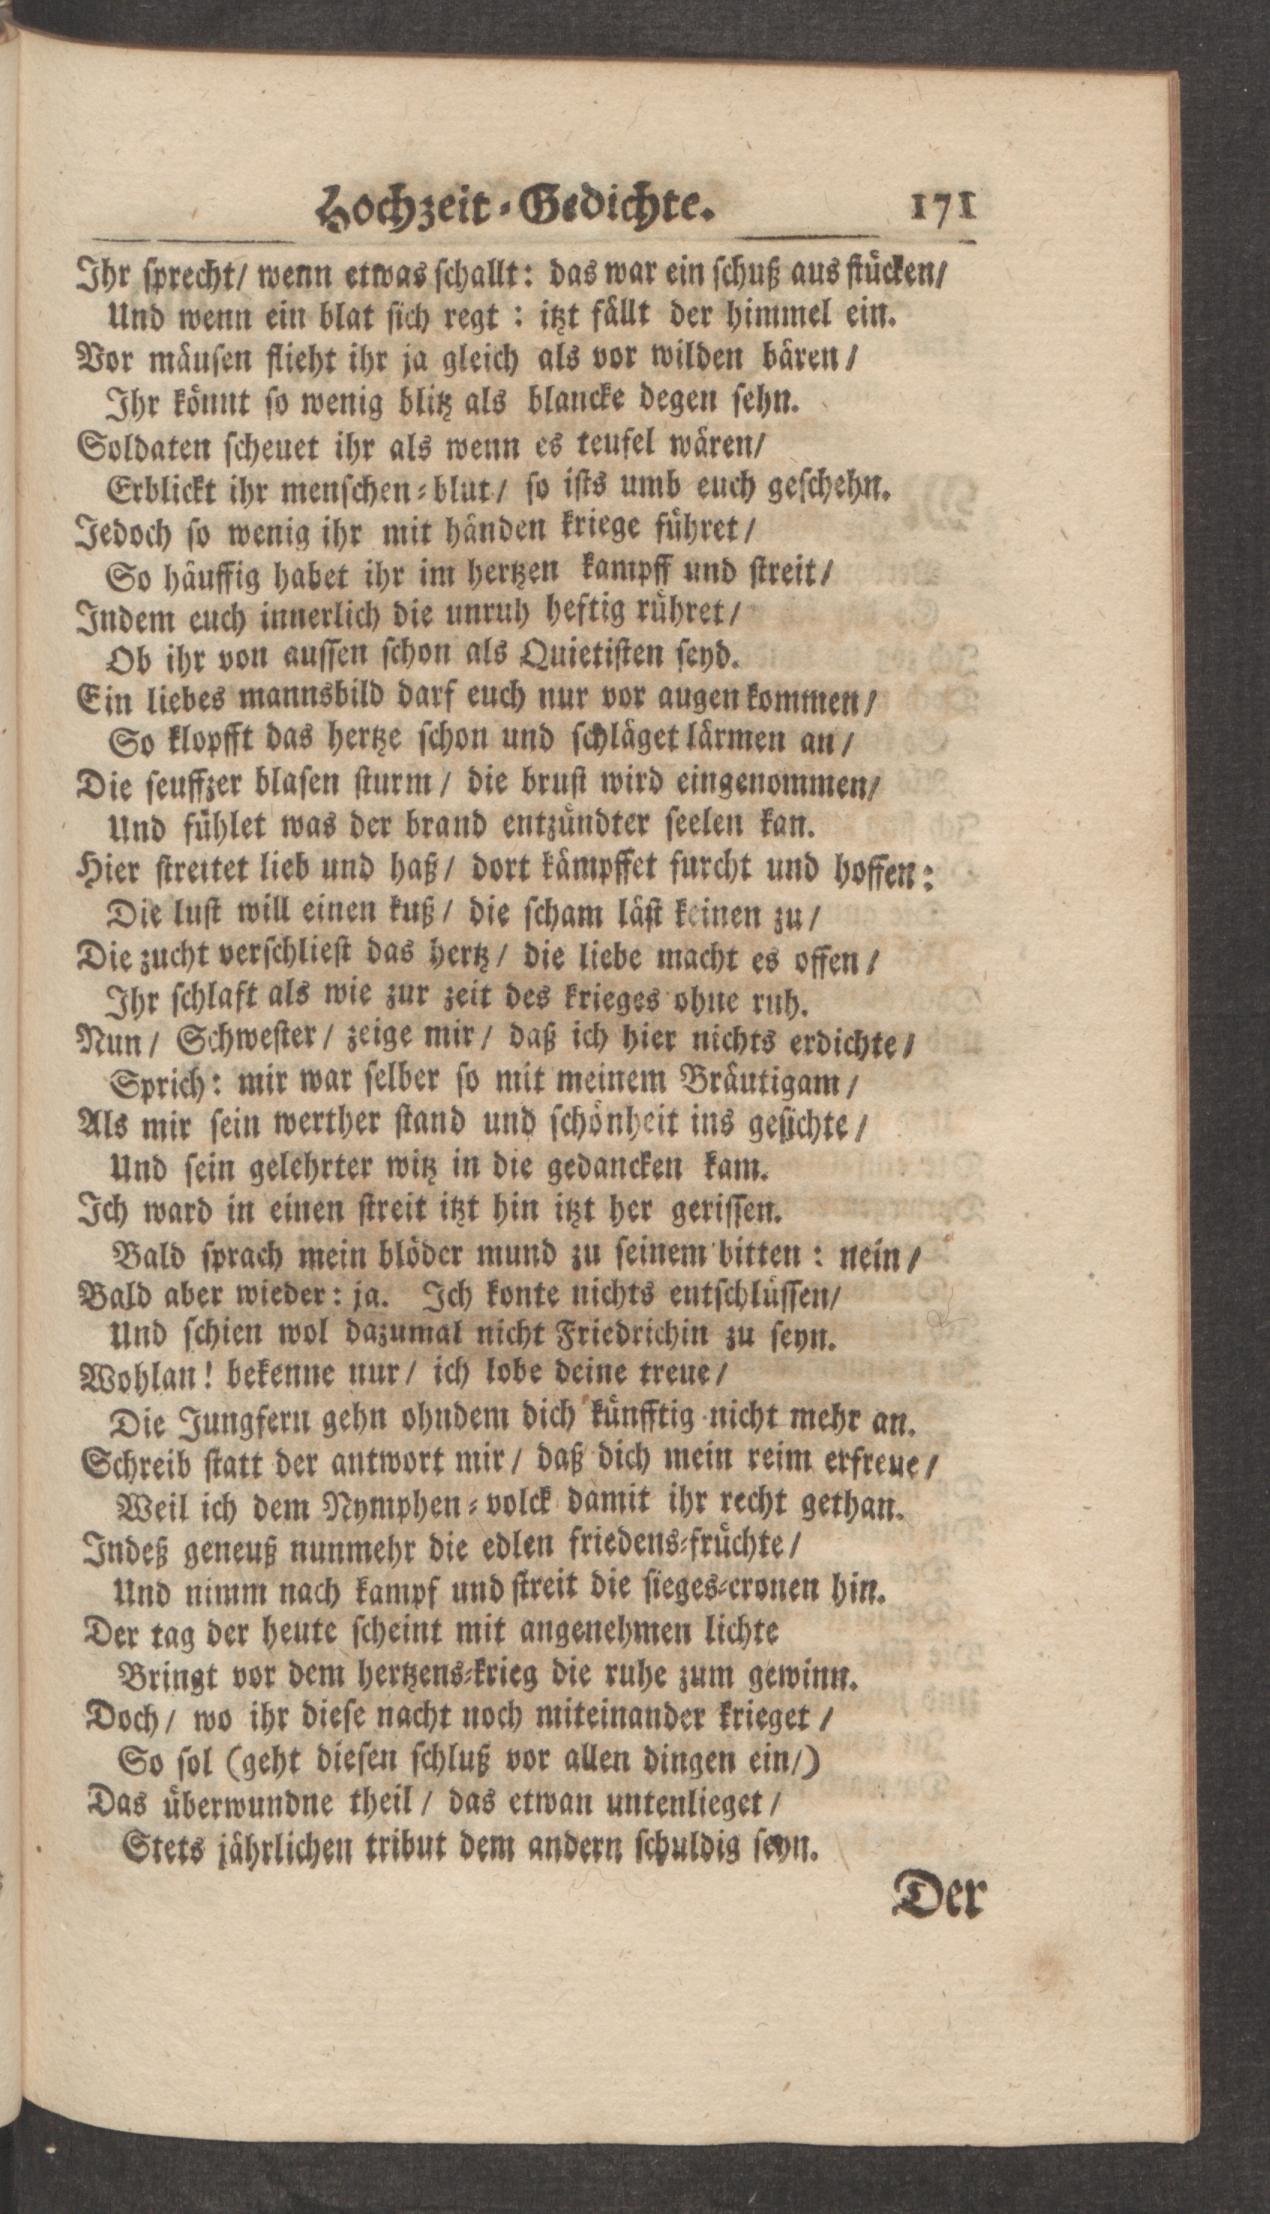 Hochzeit-Gedichte. 171
Ihr sprecht/ wenn etwas schallt: das war ein schuß aus stücken/
Und wenn ein blat sich regt: itzt fällt der himmel ein.
Vor mäusen flieht ihr ja gleich als vor wilden bären/
Ihr könnt so wenig blitz als blancke degen sehn.
Soldaten scheuet ihr als wenn es teufel wären/
Erblickt ihr menschen-blut/ so ists umb euch geschehn.
Jedoch so wenig ihr mit händen kriege führet/
So häuffig habet ihr im hertzen kampff und streit/
Indem euch innerlich die unruh heftig rühret/
Ob ihr von aussen schon als Quietisten seyd.
Ein liebes mannsbild darf euch nur vor augen kommen/
So klopfft das hertze schon und schläget lärmen an/
Die seuffzer blasen sturm/ die brust wird eingenommen/
Und fühlet was der brand entzündter seelen kan.
Hier streitet lieb und haß/ dort kämpffet furcht und hoffen:
Die lust will einen kuß/ die scham läst keinen zu/
Die zucht verschliest das hertz/ die liebe macht es offen/
Ihr schlaft als wie zur zeit des krieges ohne ruh.
Nun/ Schwester/ zeige mir/ daß ich hier nichts erdichte/
Sprich: mir war selber so mit meinem Bräutigam/
Als mir sein werther stand und schönheit ins gesichte/
Und sein gelehrter witz in die gedancken kam.
Ich ward in einen streit itzt hin itzt her gerissen.
Bald sprach mein blöder mund zu seinem bitten: nein/
Bald aber wieder: ja. Ich konte nichts entschlüssen/
Und schien wol dazumal nicht Friedrichin zu seyn.
Wohlan! bekenne nur/ ich lobe deine treue/
Die Jungfern gehn ohndem dich künfftig nicht mehr an.
Schreib statt der antwort mir/ daß dich mein reim erfreue/
Weil ich dem Nymphen-volck damit ihr recht gethan.
Indeß geneuß nunmehr die edlen friedens-früchte/
Und nimm nach kampf und streit die sieges-cronen hin.
Der tag der heute scheint mit angenehmen lichte
Bringt vor dem hertzens-krieg die ruhe zum gewinn.
Doch/ wo ihr diese nacht noch miteinander krieget/
So sol (geht diesen schluß vor allen dingen ein/)
Das überwundne theil/ das etwan untenlieget/
Stets jährlichen tribut dem andern schuldig seyn.
Der